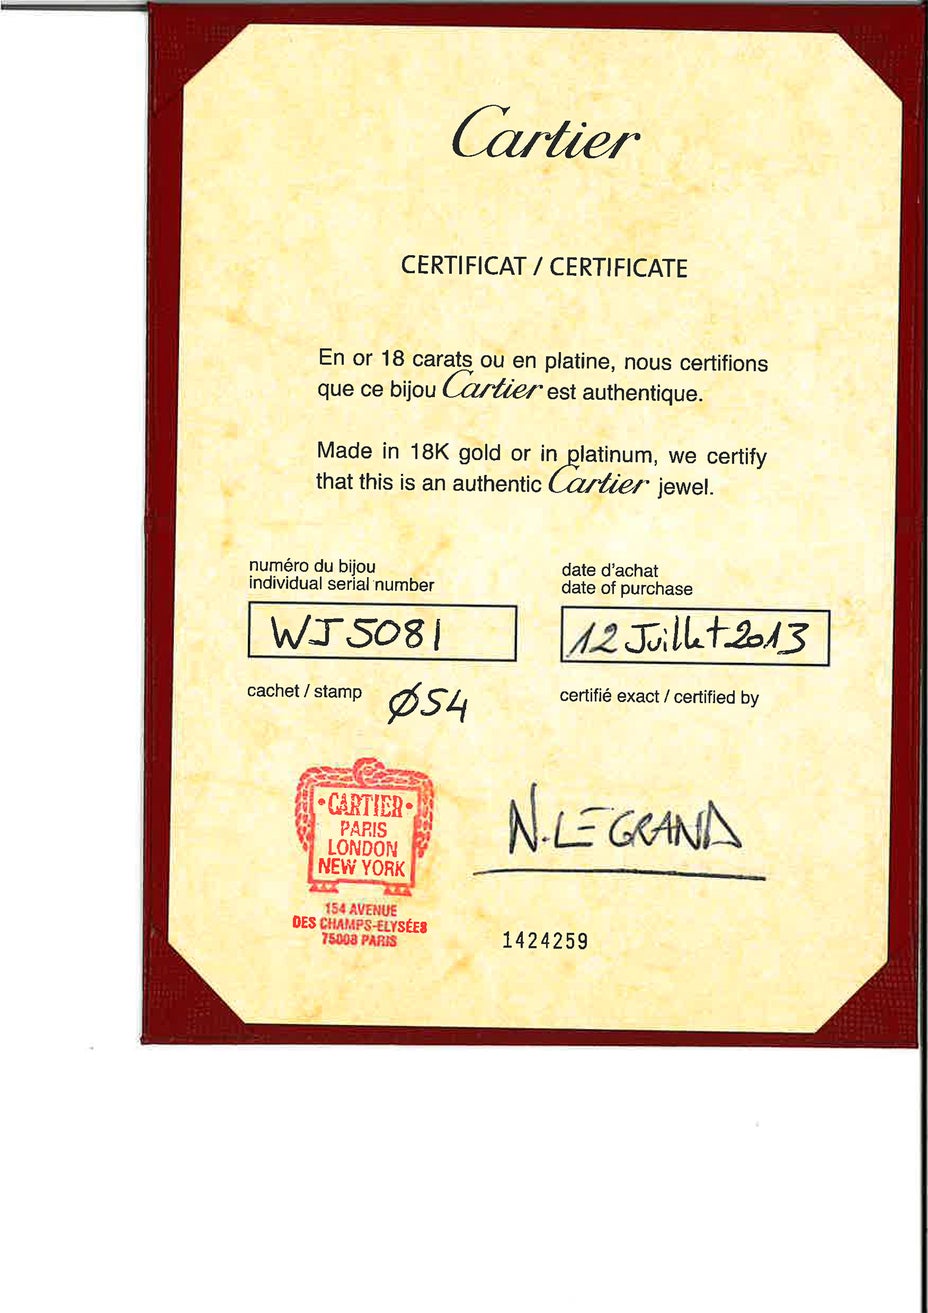 Cartier
CERTIFICAT / CERTIFICATE
En or 18 carats ou en platine, nous certifions
que ce bijou Cartier est authentique.
Made in 18K gold or in platinum, we certify
that this is an authentic Cartier jewel.
numéro du bijou
individual serial number
WJ5081
date d'achat
date of purchase
12 Juillet 2013
cachet / stamp
Ø54
certifié exact / certified by
• CARTIER •
PARIS
LONDON
NEW YORK
154 AVENUE
DES CHAMPS-ELYSÉES
75008 PARIS
N. LEGRAND
1424259